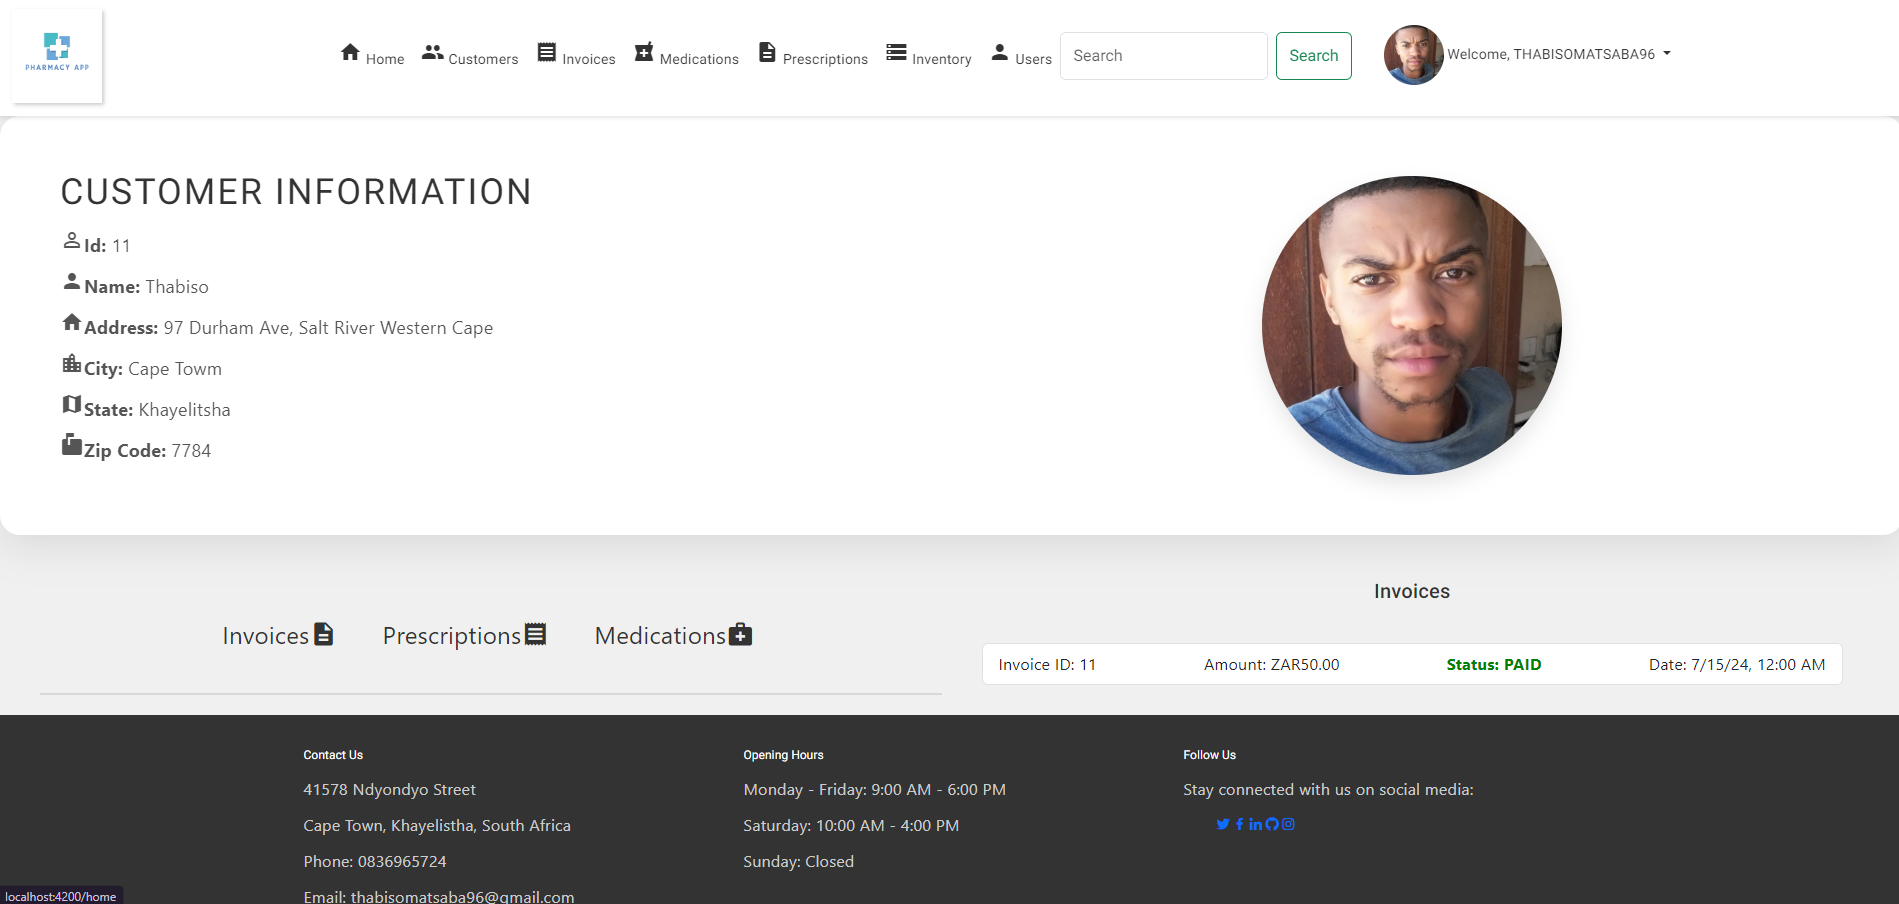 PHARMACY APP
Home Customers Invoices Medications Prescriptions Inventory Users Search Search Welcome, THABISOMATSABA96
CUSTOMER INFORMATION
Id: 11
Name: Thabiso
Address: 97 Durham Ave, Salt River Western Cape
City: Cape Towm
State: Khayelitsha
Zip Code: 7784
Invoices Prescriptions Medications
Invoices
Invoice ID: 11 Amount: ZAR50.00 Status: PAID Date: 7/15/24, 12:00 AM
Contact Us
41578 Ndyondyo Street
Cape Town, Khayelistha, South Africa
Phone: 0836965724
Email: thabisomatsaba96@gmail.com
Opening Hours
Monday - Friday: 9:00 AM - 6:00 PM
Saturday: 10:00 AM - 4:00 PM
Sunday: Closed
Follow Us
Stay connected with us on social media:
localhost:4200/home